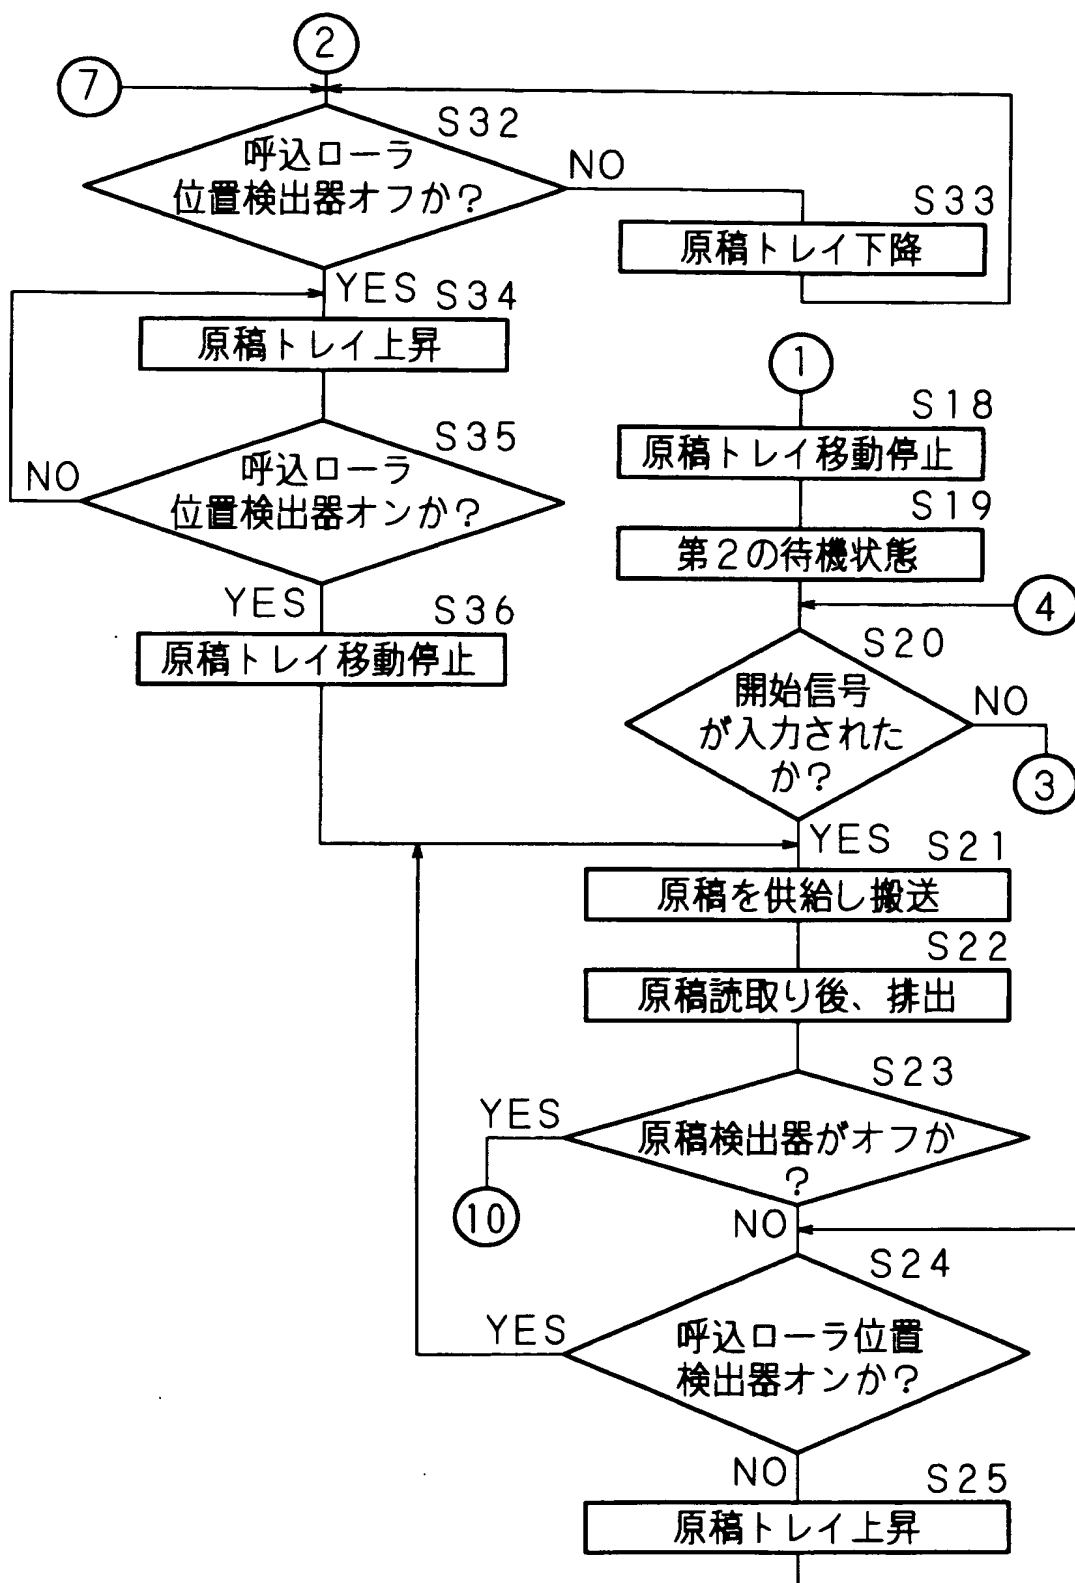 2
7
S32
呼込ローラ
位置検出器オフか？
NO
S33
原稿トレイ下降
YES
S34
原稿トレイ上昇
S35
呼込ローラ
位置検出器オンか？
NO
YES
S36
原稿トレイ移動停止
1
S18
原稿トレイ移動停止
S19
第２の待機状態
4
S20
開始信号
が入力された
か？
NO
3
YES
S21
原稿を供給し搬送
S22
原稿読取り後、排出
S23
YES
原稿検出器がオフか
？
10
NO
S24
YES
呼込ローラ位置
検出器オンか？
NO
S25
原稿トレイ上昇